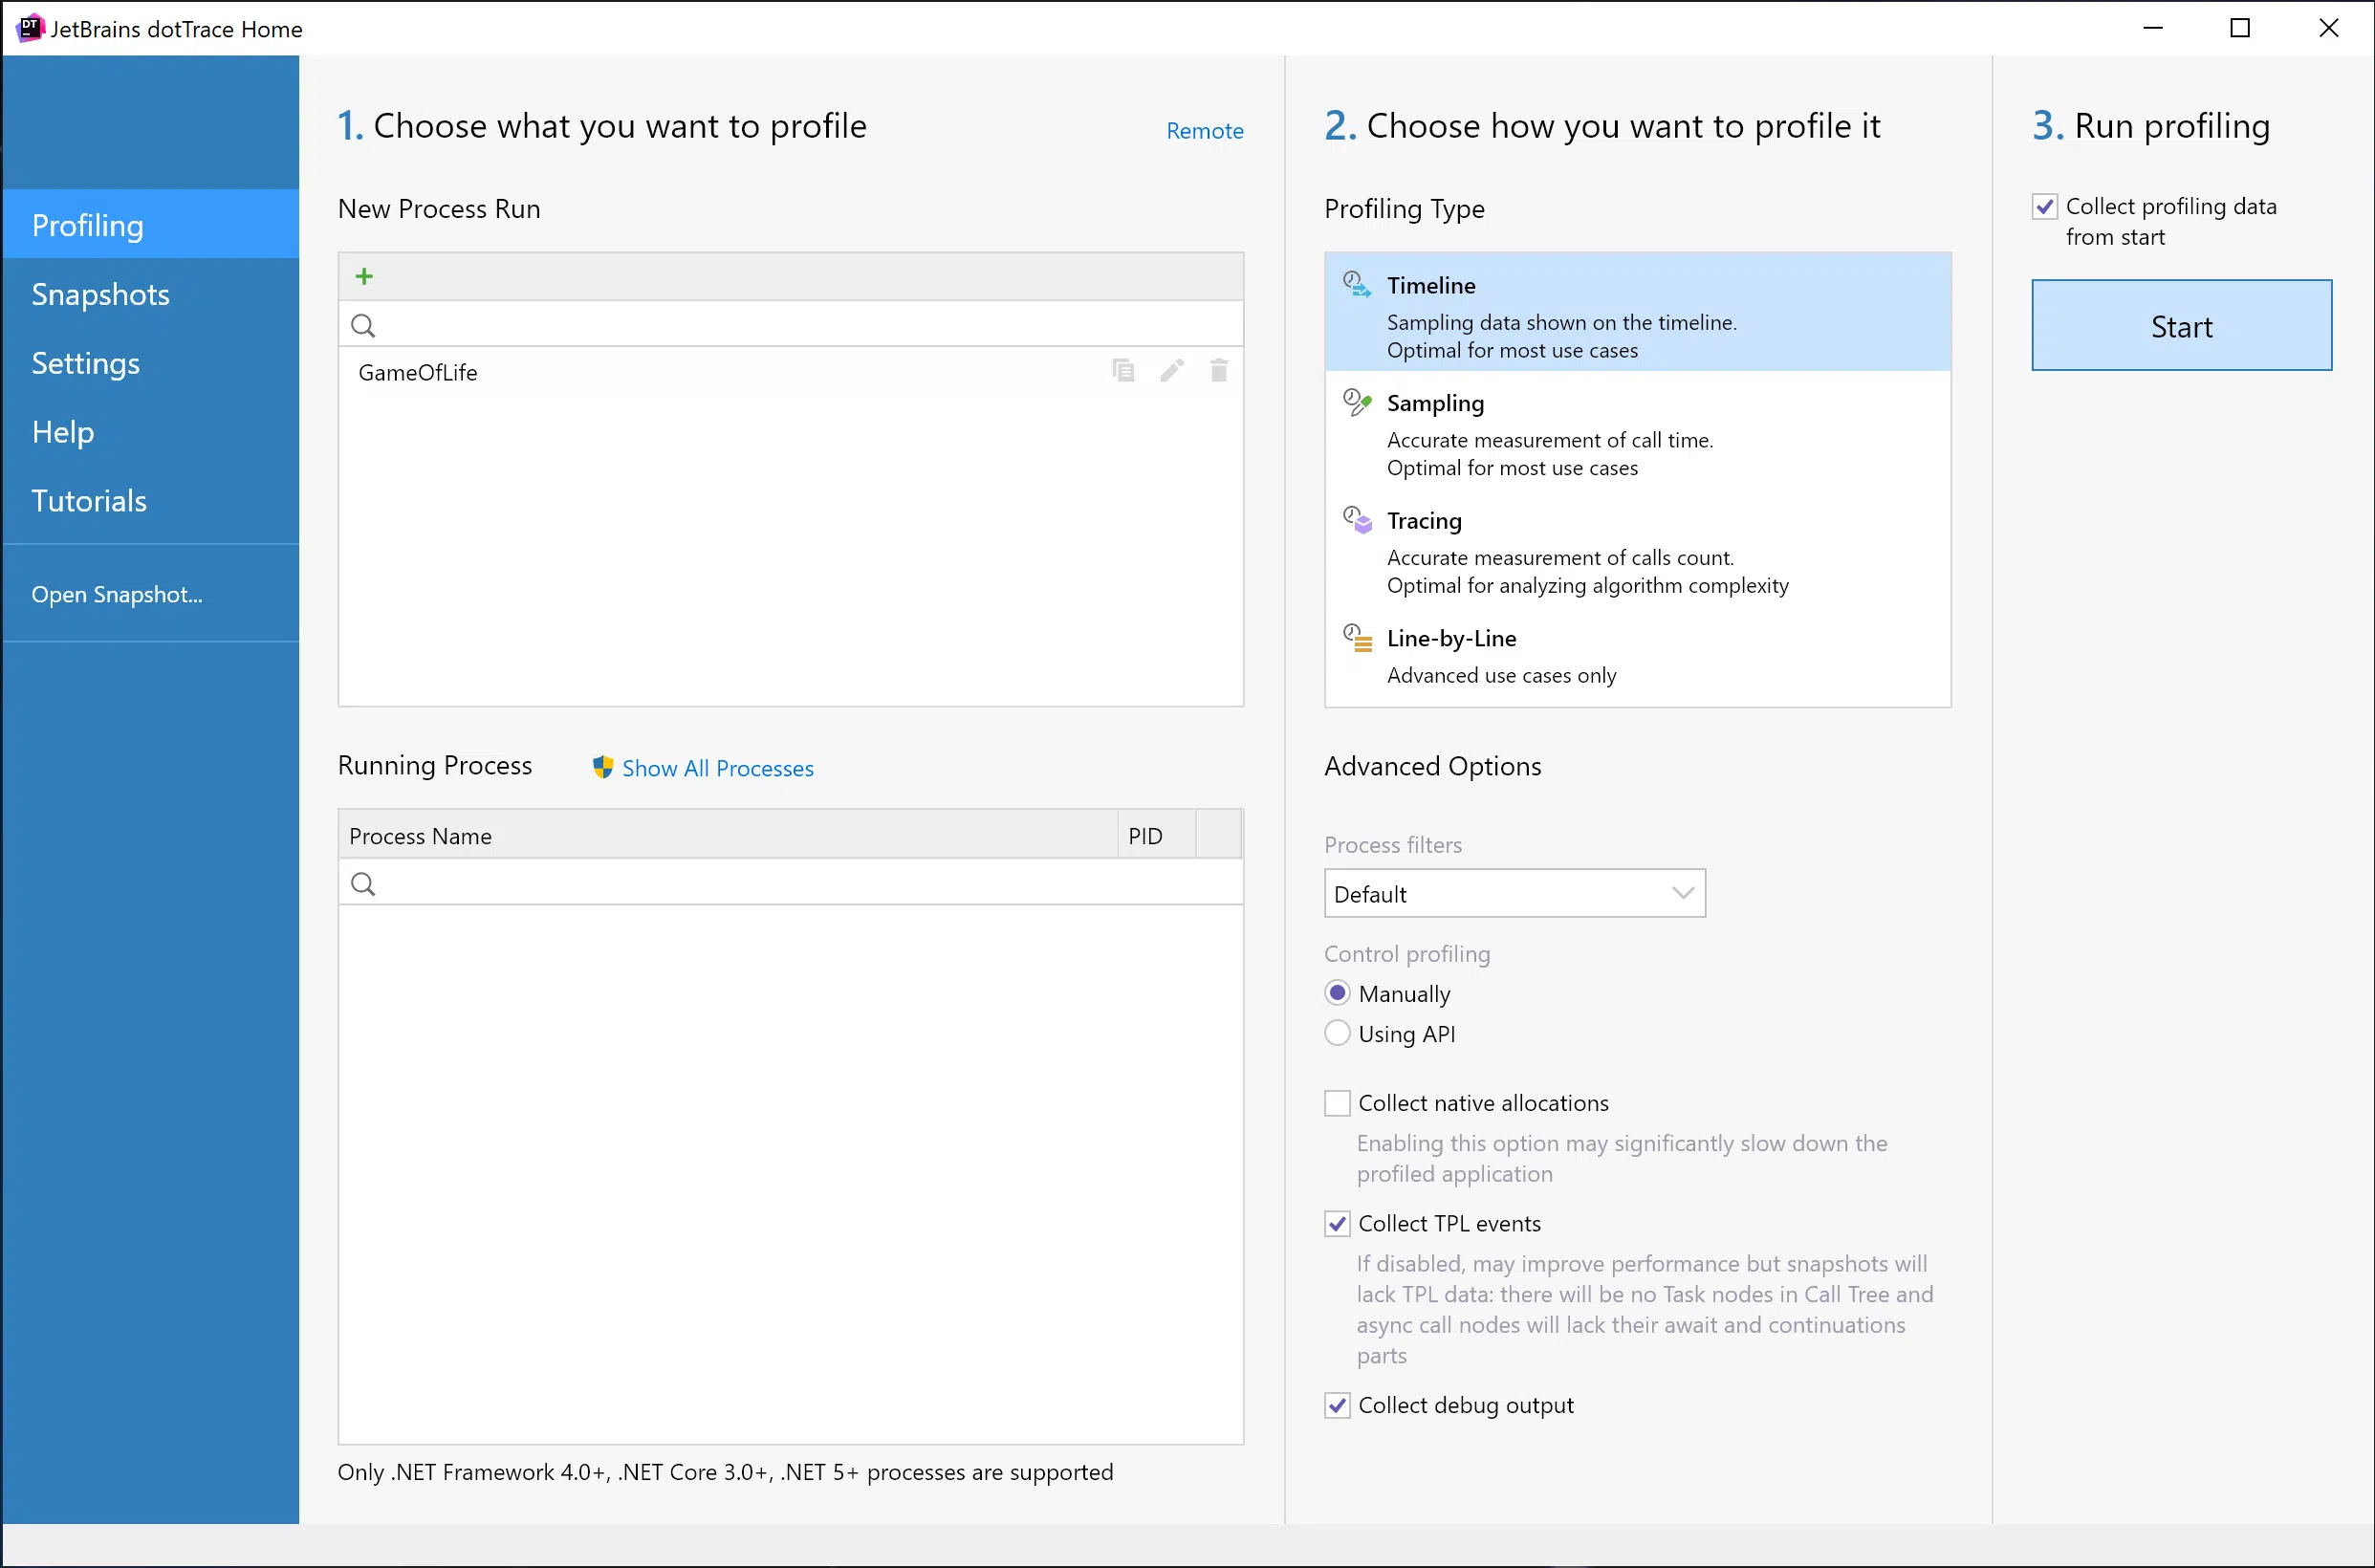 JetBrains dotTrace Home
Profiling
Snapshots
Settings
Help
Tutorials
Open Snapshot...
1. Choose what you want to profile
Remote
New Process Run
GameOfLife
Running Process
Show All Processes
Process Name
PID
Only .NET Framework 4.0+, .NET Core 3.0+, .NET 5+ processes are supported
2. Choose how you want to profile it
Profiling Type
Timeline
Sampling data shown on the timeline.
Optimal for most use cases
Sampling
Accurate measurement of call time.
Optimal for most use cases
Tracing
Accurate measurement of calls count.
Optimal for analyzing algorithm complexity
Line-by-Line
Advanced use cases only
Advanced Options
Process filters
Default
Control profiling
Manually
Using API
Collect native allocations
Enabling this option may significantly slow down the
profiled application
Collect TPL events
If disabled, may improve performance but snapshots will
lack TPL data: there will be no Task nodes in Call Tree and
async call nodes will lack their await and continuations
parts
Collect debug output
3. Run profiling
Collect profiling data
from start
Start